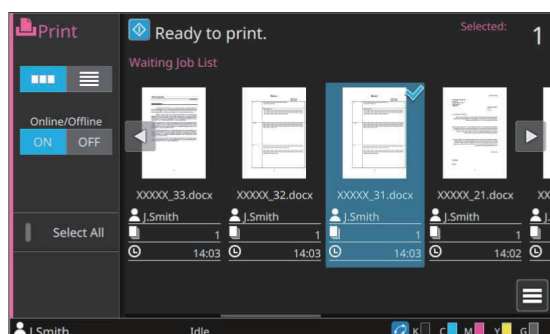 Print
Ready to print.
Selected:
1
Waiting Job List
Online/Offline
ON OFF
Select All
XXXXX_33.docx
J.Smith
1
14:03
XXXXX_32.docx
J.Smith
1
14:03
XXXXX_31.docx
J.Smith
1
14:03
XXXXX_21.docx
J.Smith
1
14:02
XX
J.
J.Smith
Idle
K C M Y G